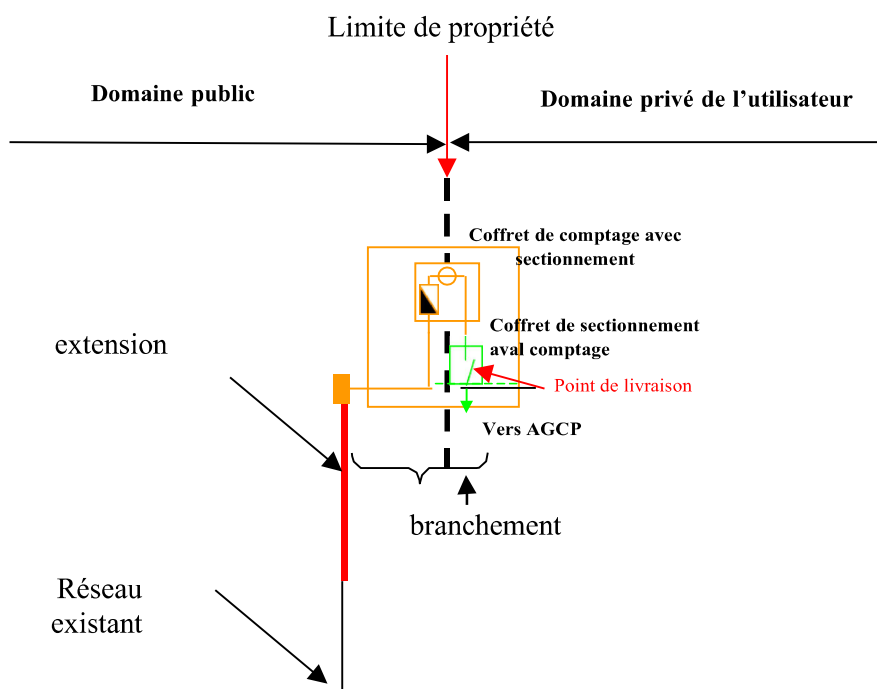 Limite de propriété
Domaine public
Domaine privé de l’utilisateur
Coffret de comptage avec
sectionnement
Coffret de sectionnement
aval comptage
extension
Point de livraison
Vers AGCP
branchement
Réseau
existant